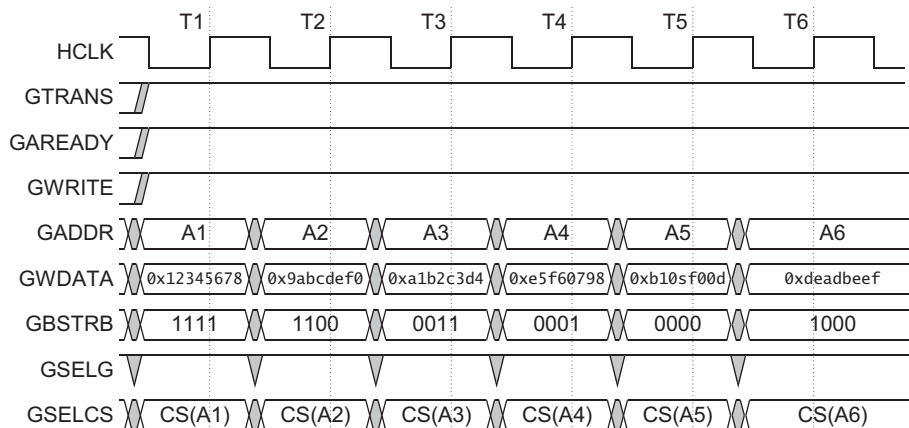 T1 T2 T3 T4 T5 T6
HCLK
GTRANS
GAREADY
GWRITE
GADDR A1 A2 A3 A4 A5 A6
GWDATA 0x12345678 0x9abcdef0 0xa1b2c3d4 0xe5f60798 0xb10sf00d 0xdeadbeef
GBSTRB 1111 1100 0011 0001 0000 1000
GSELG
GSELCS CS(A1) CS(A2) CS(A3) CS(A4) CS(A5) CS(A6)